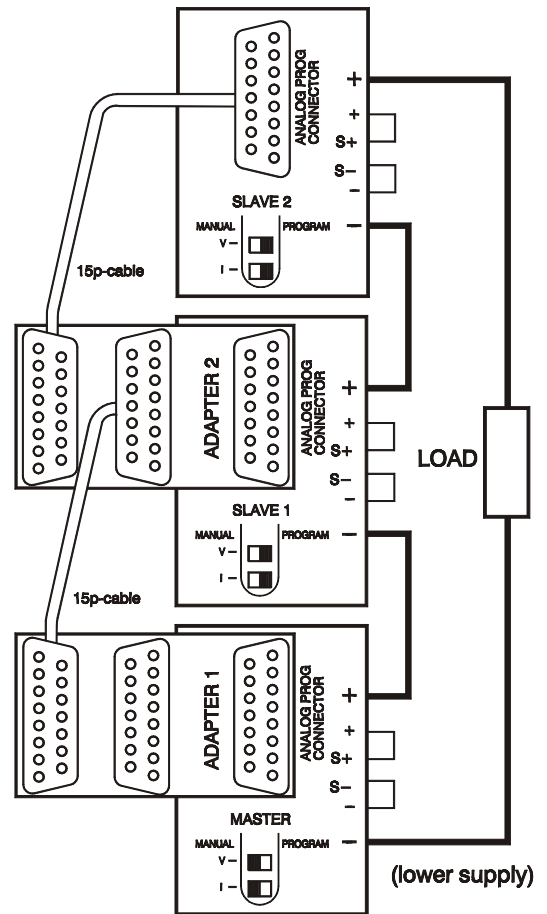 ANALOG PROG
CONNECTOR
+
+
S+
S−
-
SLAVE 2
MANUAL
PROGRAM
−
V −
I −
15p-cable
ADAPTER 2
ANALOG PROG
CONNECTOR
+
+
S+
S−
-
LOAD
SLAVE 1
MANUAL
PROGRAM
−
V −
I −
15p-cable
ADAPTER 1
ANALOG PROG
CONNECTOR
+
+
S+
S−
-
MASTER
MANUAL
PROGRAM
−
V −
I −
(lower supply)